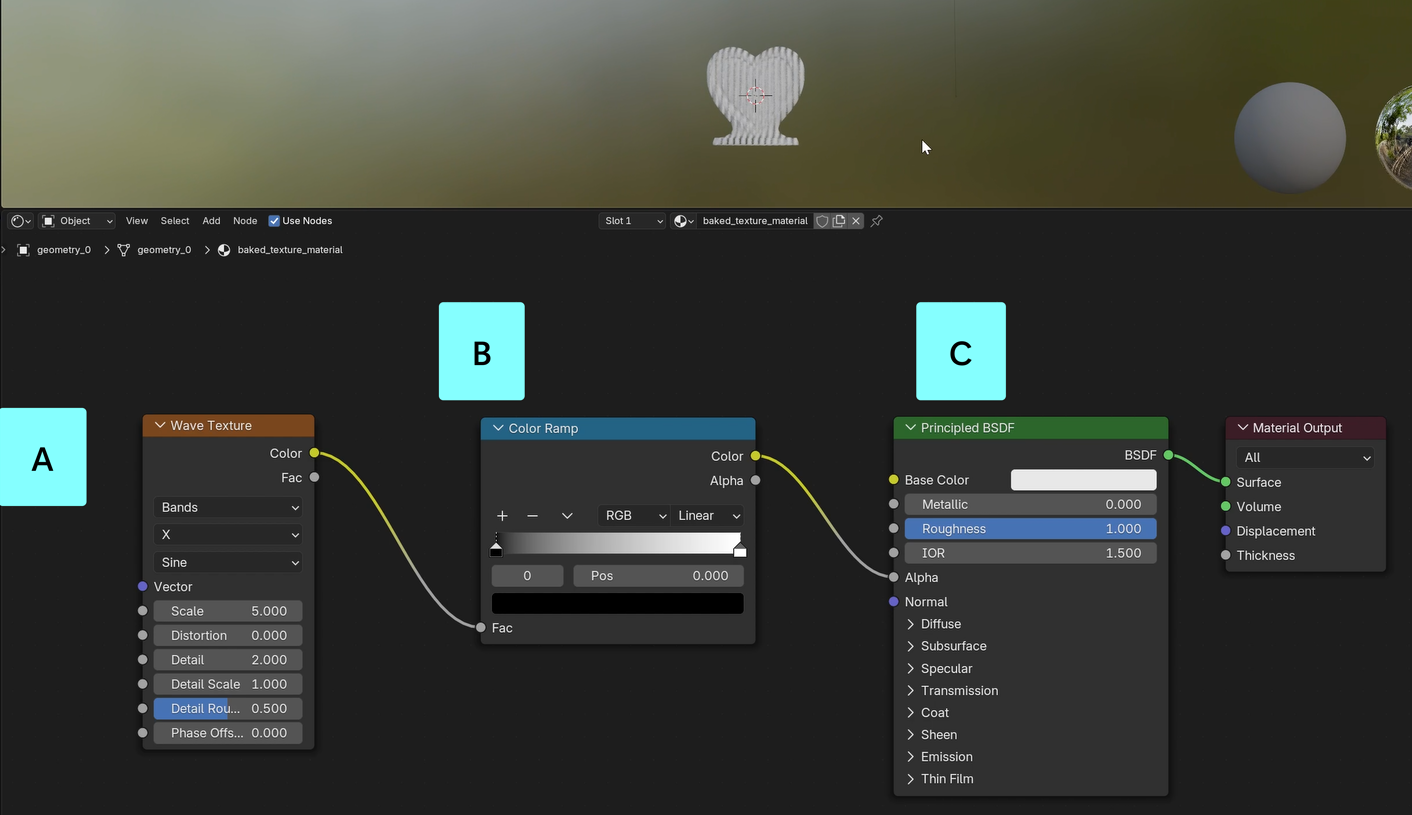 Object View Select Add Node Use Nodes Slot 1 baked_texture_material
geometry_0 geometry_0 baked_texture_material
B
C
A
Wave Texture
Color
Fac
Bands
X
Sine
Vector
Scale 5.000
Distortion 0.000
Detail 2.000
Detail Scale 1.000
Detail Rou... 0.500
Phase Offs... 0.000
Color Ramp
Color
Alpha
RGB Linear
0 Pos 0.000
Fac
Principled BSDF
BSDF
Base Color
Metallic 0.000
Roughness 1.000
IOR 1.500
Alpha
Normal
Diffuse
Subsurface
Specular
Transmission
Coat
Sheen
Emission
Thin Film
Material Output
All
Surface
Volume
Displacement
Thickness